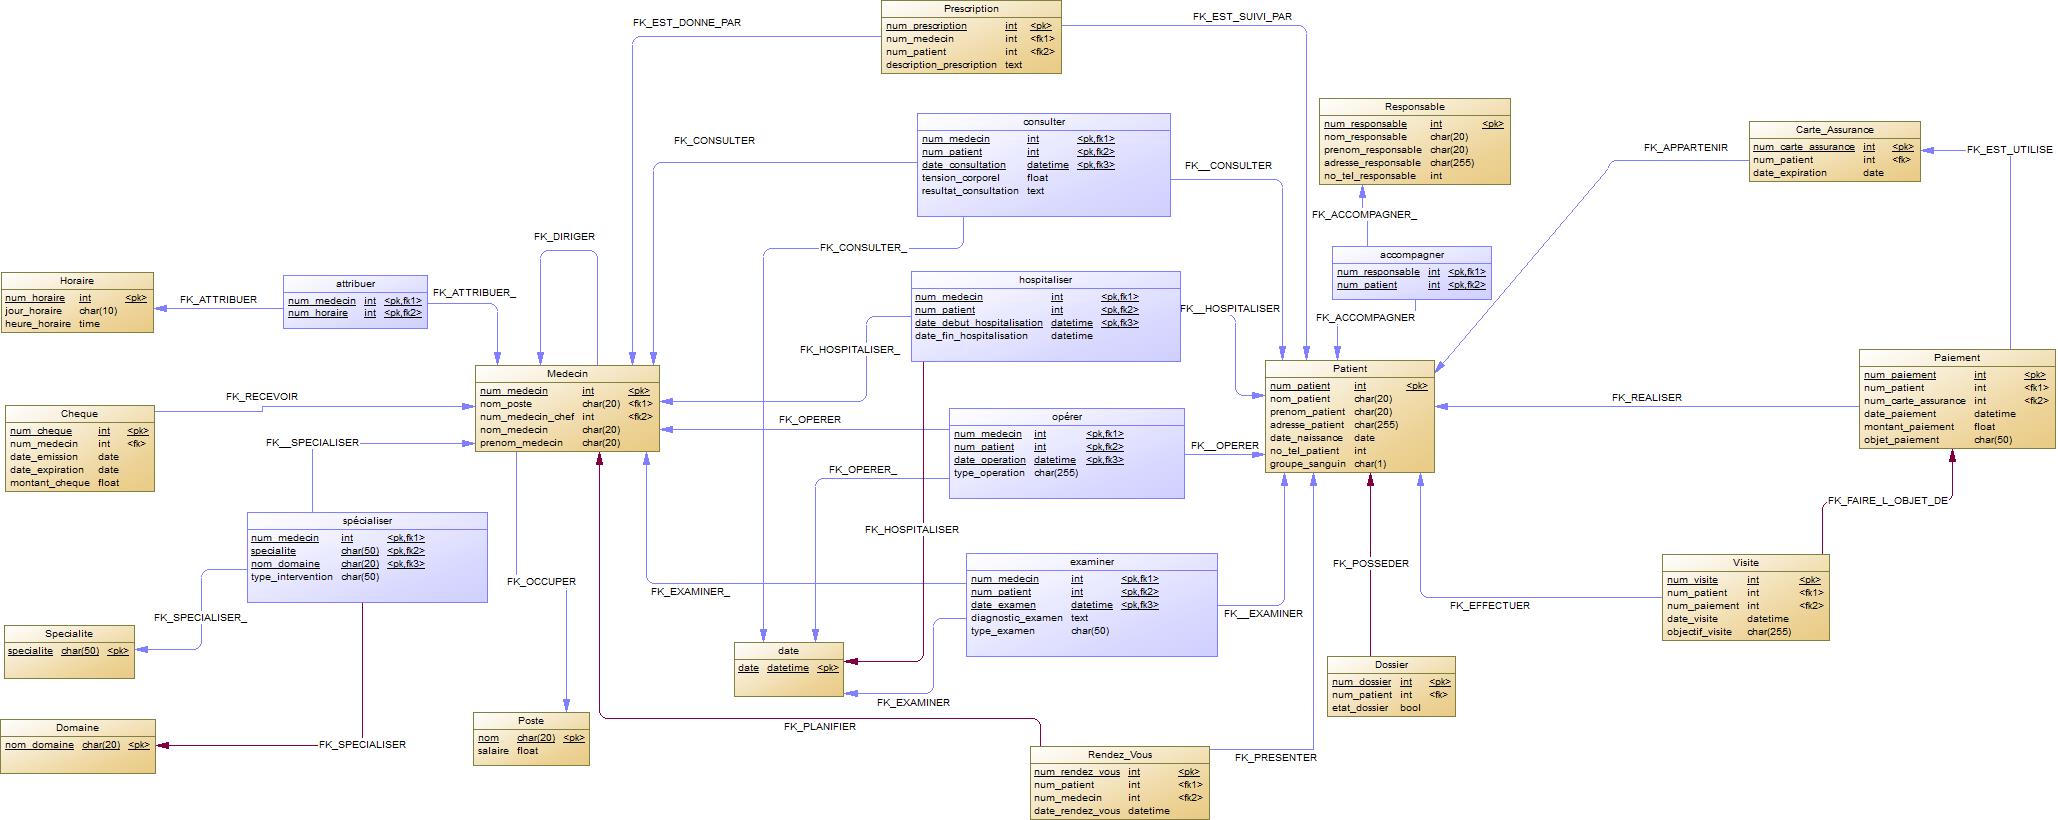 Prescription
num_prescription int <pk>
num_medecin int <fk1>
num_patient int <fk2>
description_prescription text
FK_EST_DONNE_PAR
FK_EST_SUIVI_PAR
consulter
num_medecin int <pk,fk1>
num_patient int <pk,fk2>
date_consultation datetime <pk,fk3>
tension_corporel float
resultat_consultation text
FK_CONSULTER
FK__CONSULTER
FK_CONSULTER_
Responsable
num_responsable int <pk>
nom_responsable char(20)
prenom_responsable char(20)
adresse_responsable char(255)
no_tel_responsable int
Carte_Assurance
num_carte_assurance int <pk>
num_patient int <fk>
date_expiration date
FK_APPARTENIR
FK_EST_UTILISE
FK_ACCOMPAGNER_
accompagner
num_responsable int <pk,fk1>
num_patient int <pk,fk2>
FK_ACCOMPAGNER
FK_DIRIGER
Horaire
num_horaire int <pk>
jour_horaire char(10)
heure_horaire time
FK_ATTRIBUER
attribuer
num_medecin int <pk,fk1>
num_horaire int <pk,fk2>
FK_ATTRIBUER_
hospitaliser
num_medecin int <pk,fk1>
num_patient int <pk,fk2>
date_debut_hospitalisation datetime <pk,fk3>
date_fin_hospitalisation datetime
FK__HOSPITALISER
FK_HOSPITALISER_
Medecin
num_medecin int <pk>
nom_poste char(20) <fk1>
num_medecin_chef int <fk2>
nom_medecin char(20)
prenom_medecin char(20)
Patient
num_patient int <pk>
nom_patient char(20)
prenom_patient char(20)
adresse_patient char(255)
date_naissance date
no_tel_patient int
groupe_sanguin char(1)
Paiement
num_paiement int <pk>
num_patient int <fk1>
num_carte_assurance int <fk2>
date_paiement datetime
montant_paiement float
objet_paiement char(50)
FK_REALISER
FK_RECEVOIR
Cheque
num_cheque int <pk>
num_medecin int <fk>
date_emission date
date_expiration date
montant_cheque float
FK__SPECIALISER
FK_OPERER
opérer
num_medecin int <pk,fk1>
num_patient int <pk,fk2>
date_operation datetime <pk,fk3>
type_operation char(255)
FK__OPERER
FK_OPERER_
FK_HOSPITALISER
FK_FAIRE_L_OBJET_DE
spécialiser
num_medecin int <pk,fk1>
specialite char(50) <pk,fk2>
nom_domaine char(20) <pk,fk3>
type_intervention char(50)
FK_SPECIALISER_
FK_OCCUPER
FK_EXAMINER_
examiner
num_medecin int <pk,fk1>
num_patient int <pk,fk2>
date_examen datetime <pk,fk3>
diagnostic_examen text
type_examen char(50)
FK__EXAMINER
FK_POSSEDER
FK_EFFECTUER
Visite
num_visite int <pk>
num_patient int <fk1>
num_paiement int <fk2>
date_visite datetime
objectif_visite char(255)
Specialite
specialite char(50) <pk>
date
date datetime <pk>
FK_EXAMINER
Dossier
num_dossier int <pk>
num_patient int <fk>
etat_dossier bool
Domaine
nom_domaine char(20) <pk>
FK_SPECIALISER
Poste
nom char(20) <pk>
salaire float
FK_PLANIFIER
Rendez_Vous
num_rendez_vous int <pk>
num_patient int <fk1>
num_medecin int <fk2>
date_rendez_vous datetime
FK_PRESENTER